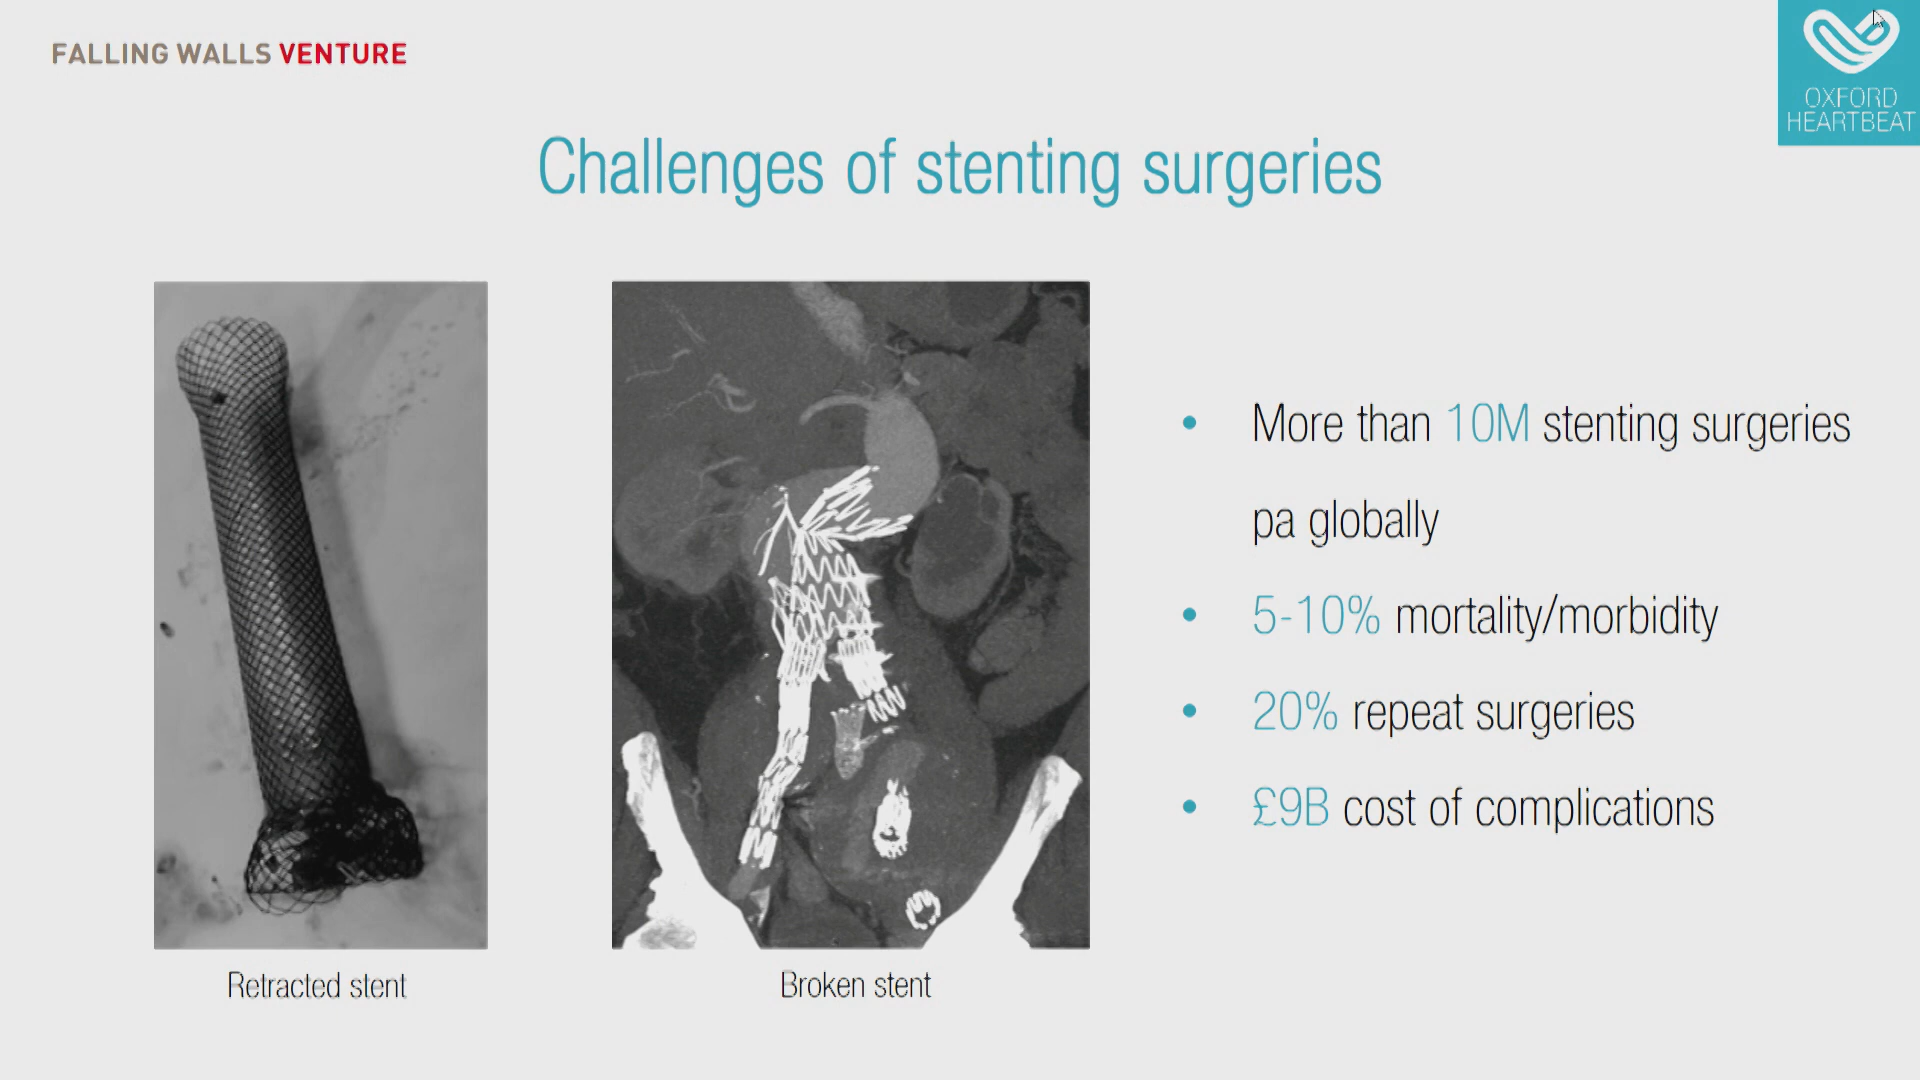 FALLING WALLS VENTURE
OXFORD
HEARTBEAT
Challenges of stenting surgeries
• More than 10M stenting surgeries
pa globally
• 5-10% mortality/morbidity
• 20% repeat surgeries
• £9B cost of complications
Retracted stent
Broken stent